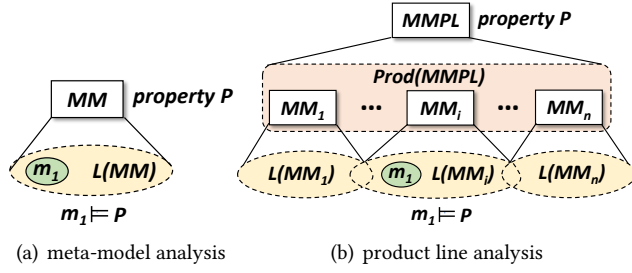 MMPL property P
Prod(MMPL)
MM property P
MM₁ ... MMᵢ ... MMₙ
m₁ L(MM) L(MM₁) m₁ L(MMᵢ) L(MMₙ)
m₁ ⊨ P m₁ ⊨ P
(a) meta-model analysis (b) product line analysis